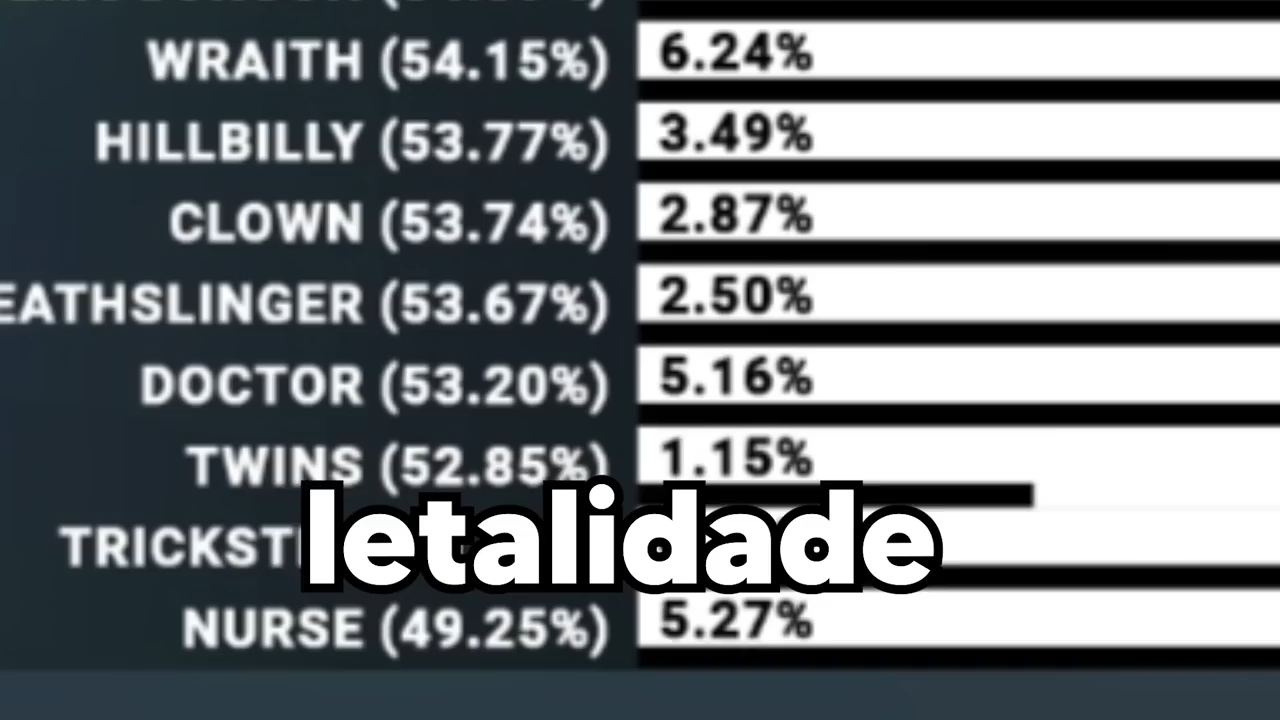 WRAITH (54.15%) 6.24%
HILLBILLY (53.77%) 3.49%
CLOWN (53.74%) 2.87%
EATHSLINGER (53.67%) 2.50%
DOCTOR (53.20%) 5.16%
TWINS (52.85%) 1.15%
TRICKST
letalidade
NURSE (49.25%) 5.27%